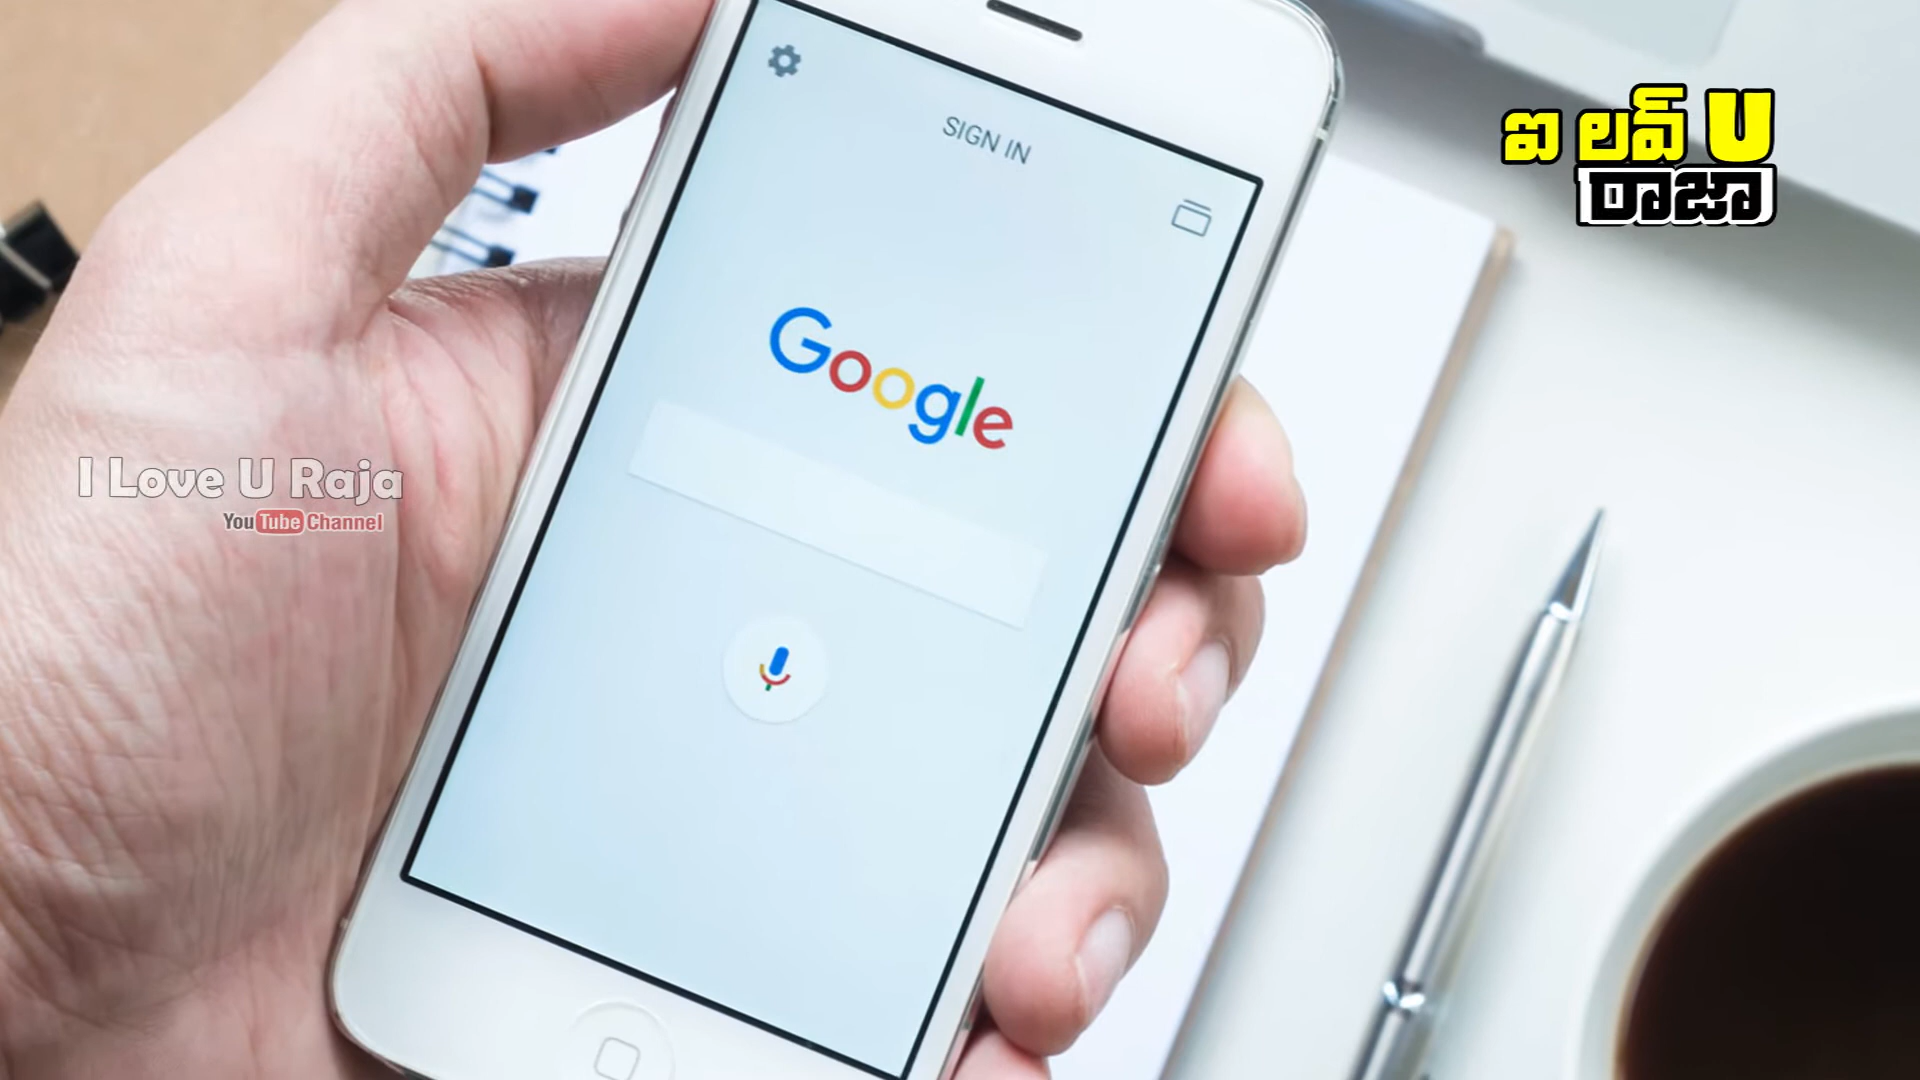 SIGN IN
ఐ లవ్ U
రాజా
Google
I Love U Raja
YouTube Channel